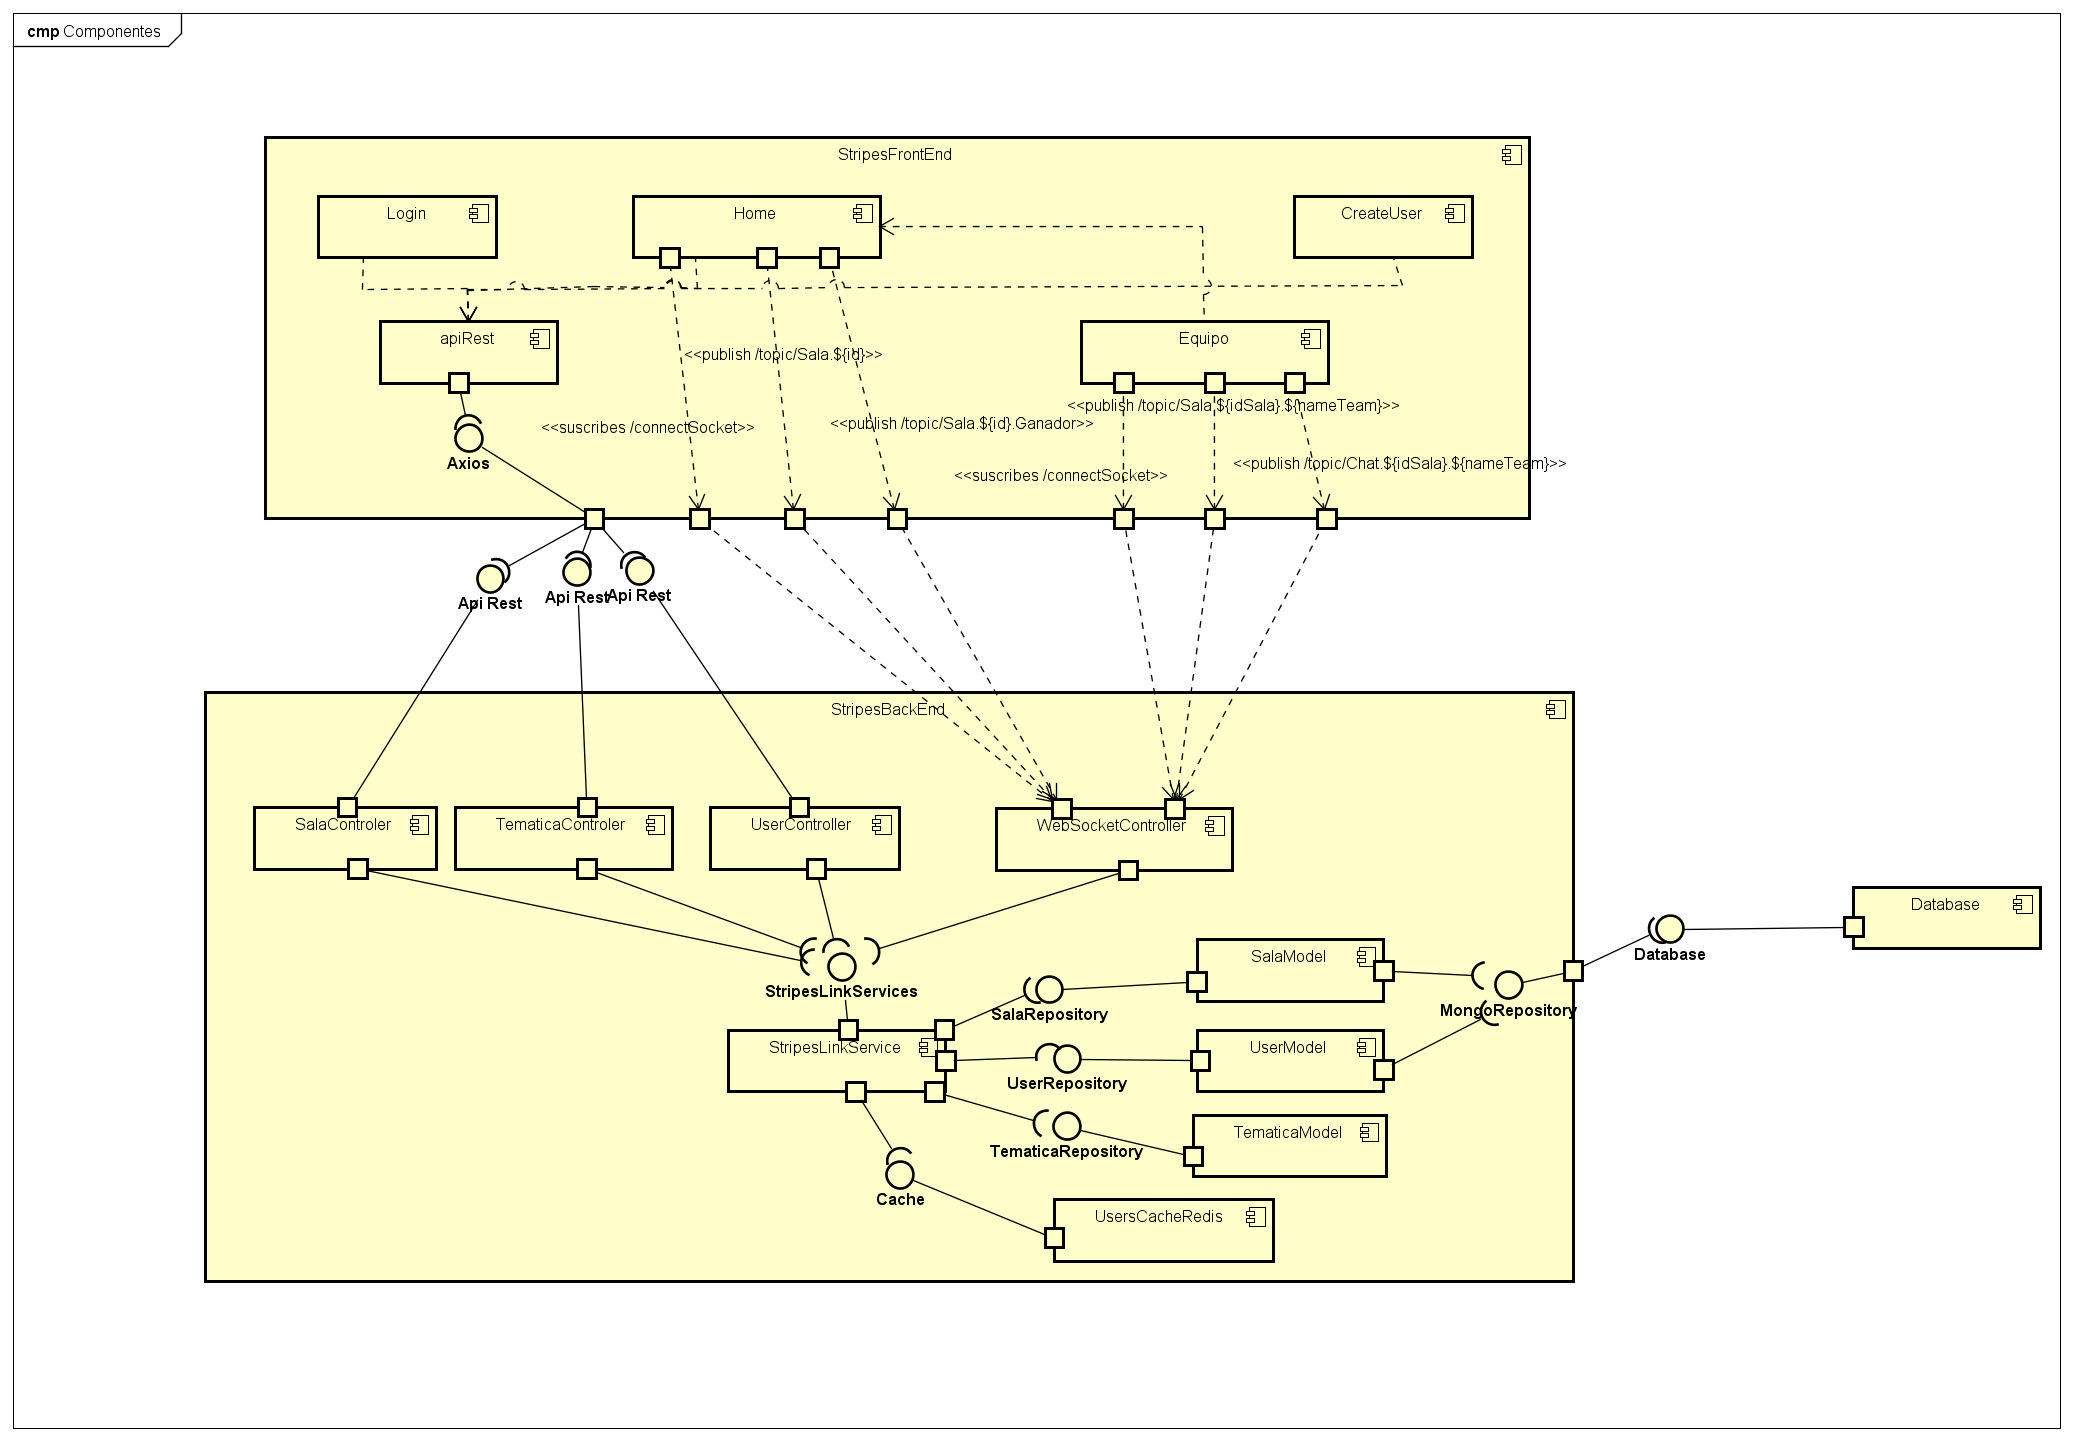 cmp Componentes
StripesFrontEnd
Login
Home
CreateUser
apiRest
Equipo
<<publish /topic/Sala.${id}>>
<<publish /topic/Sala.${idSala}.${nameTeam}>>
<<suscribes /connectSocket>>
<<publish /topic/Sala.${id}.Ganador>>
Axios
<<publish /topic/Chat.${idSala}.${nameTeam}>>
<<suscribes /connectSocket>>
Api Rest
Api Rest
Api Rest
StripesBackEnd
SalaControler
TematicaControler
UserController
WebSocketController
Database
Database
SalaModel
StripesLinkServices
SalaRepository
MongoRepository
StripesLinkService
UserModel
UserRepository
TematicaModel
TematicaRepository
Cache
UsersCacheRedis